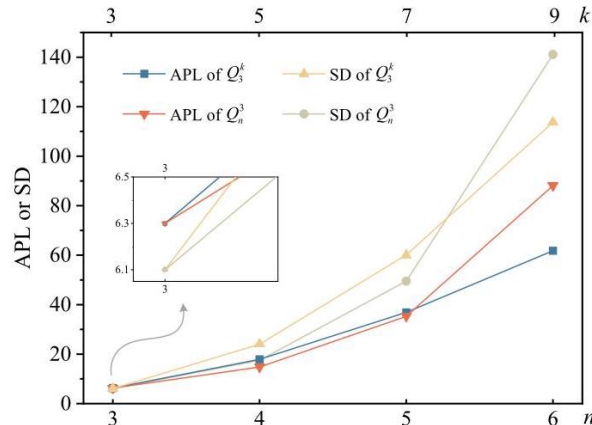 3 5 7 9 k
140
120
100
80
60
40
20
0
APL or SD
APL of Q₃ᵏ SD of Q₃ᵏ
APL of Qₙ³ SD of Qₙ³
3
6.5
6.3
6.1
3
3 4 5 6 n